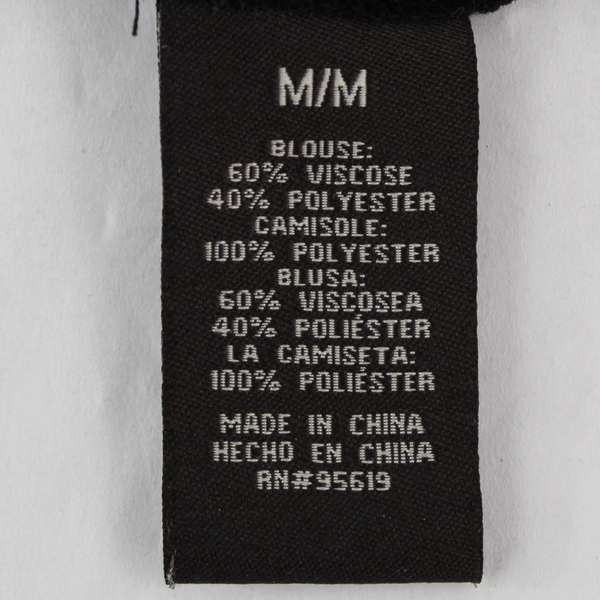 M/M
BLOUSE:
60% VISCOSE
40% POLYESTER
CAMISOLE:
100% POLYESTER
BLUSA:
60% VISCOSEA
40% POLIÉSTER
LA CAMISETA:
100% POLIÉSTER
MADE IN CHINA
HECHO EN CHINA
RN#95619